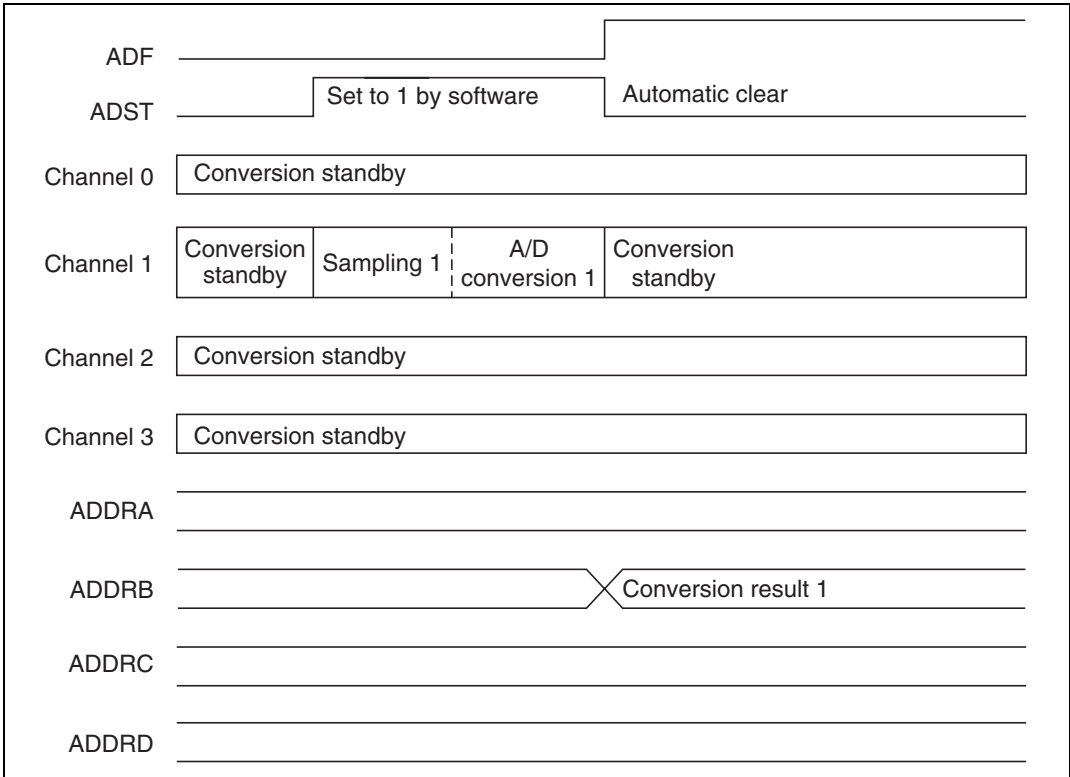 ADF
ADST
Set to 1 by software
Automatic clear
Channel 0
Conversion standby
Channel 1
Conversion
standby
Sampling 1
A/D
conversion 1
Conversion
standby
Channel 2
Conversion standby
Channel 3
Conversion standby
ADDRA
ADDRB
Conversion result 1
ADDRC
ADDRD